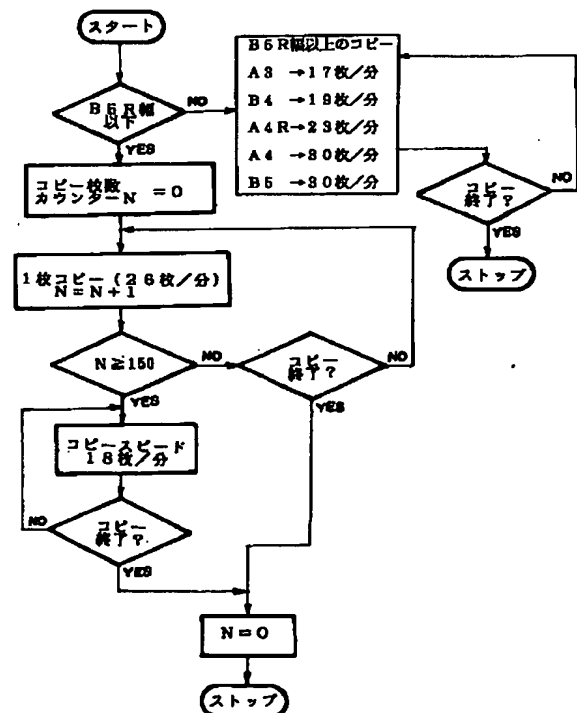 スタート
B5R幅
以下
NO
YES
B5R幅以上のコピー
A3 →17枚/分
B4 →19枚/分
A4R→23枚/分
A4 →30枚/分
B5 →30枚/分
コピー
終了?
NO
YES
ストップ
コピー枚数
カウンターN =0
1枚コピー(26枚/分)
N=N+1
N≧150
NO
YES
コピー
終了?
NO
YES
コピースピード
18枚/分
コピー
終了?
NO
YES
N=0
ストップ